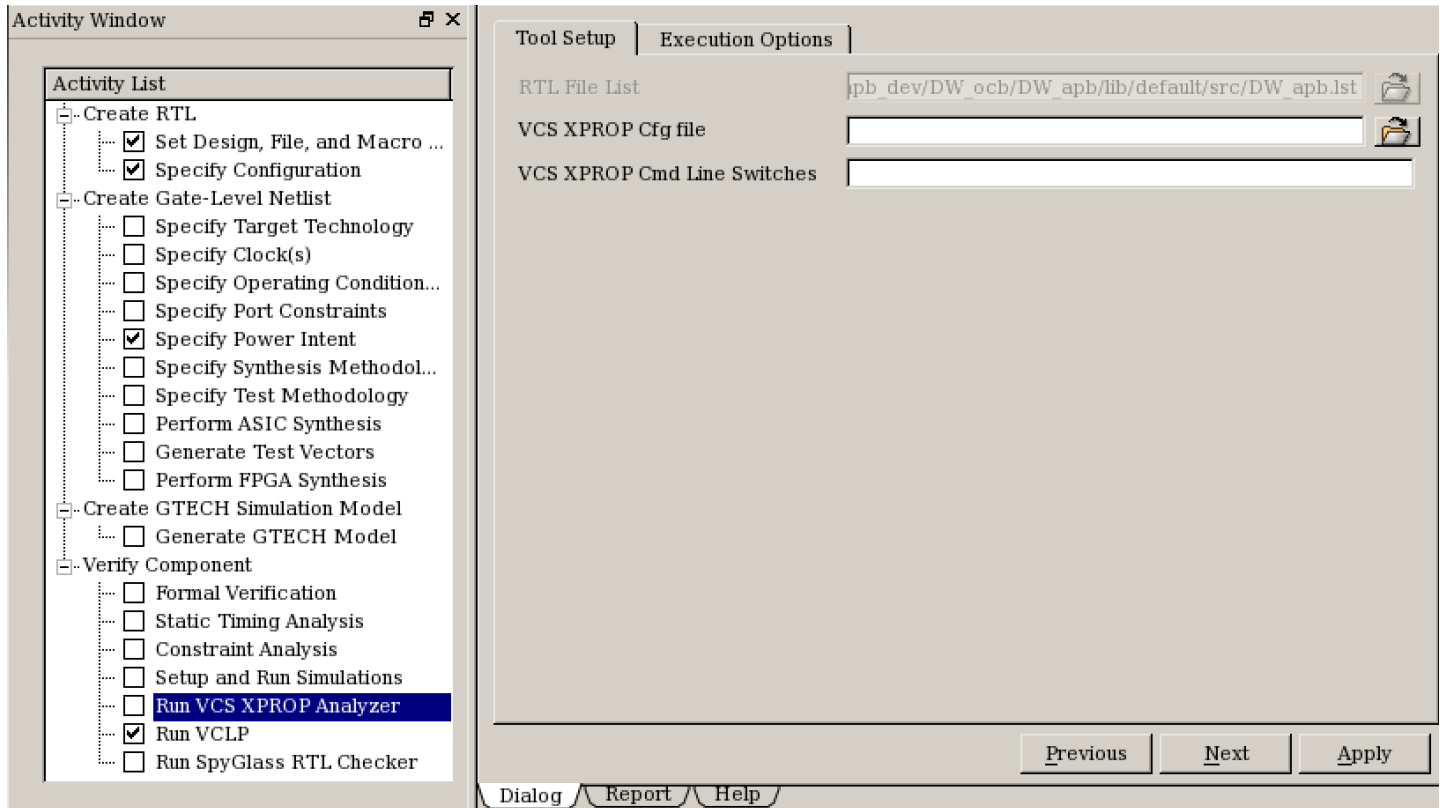 Activity Window
Activity List
Create RTL
Set Design, File, and Macro ...
Specify Configuration
Create Gate-Level Netlist
Specify Target Technology
Specify Clock(s)
Specify Operating Condition...
Specify Port Constraints
Specify Power Intent
Specify Synthesis Methodol...
Specify Test Methodology
Perform ASIC Synthesis
Generate Test Vectors
Perform FPGA Synthesis
Create GTECH Simulation Model
Generate GTECH Model
Verify Component
Formal Verification
Static Timing Analysis
Constraint Analysis
Setup and Run Simulations
Run VCS XPROP Analyzer
Run VCLP
Run SpyGlass RTL Checker
Tool Setup Execution Options
RTL File List pb_dev/DW_ocb/DW_apb/lib/default/src/DW_apb.lst
VCS XPROP Cfg file
VCS XPROP Cmd Line Switches
Previous Next Apply
Dialog Report Help